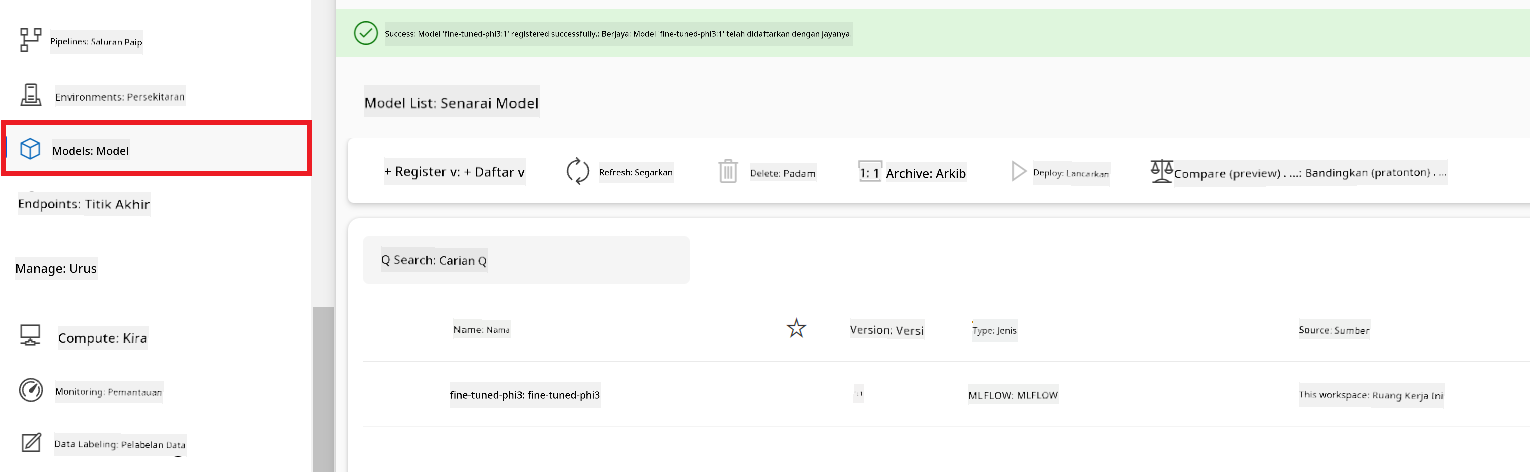 Pipelines: Saluran Paip
Environments: Persekitaran
Models: Model
Endpoints: Titik Akhir
Manage: Urus
Compute: Kira
Monitoring: Pemantauan
Data Labeling: Pelabelan Data
Success: Model 'fine-tuned-phi3:1' registered successfully.: Berjaya: Model 'fine-tuned-phi3:1' telah didaftarkan dengan jayanya.
Model List: Senarai Model
+ Register v: + Daftar v
Refresh: Segarkan
Delete: Padam
1: 1 Archive: Arkib
Deploy: Lancarkan
Compare (preview) . ...: Bandingkan (pratonton) . ...
Q Search: Carian Q
Name: Nama Version: Versi Type: Jenis Source: Sumber
fine-tuned-phi3: fine-tuned-phi3 MLFLOW: MLFLOW This workspace: Ruang Kerja Ini